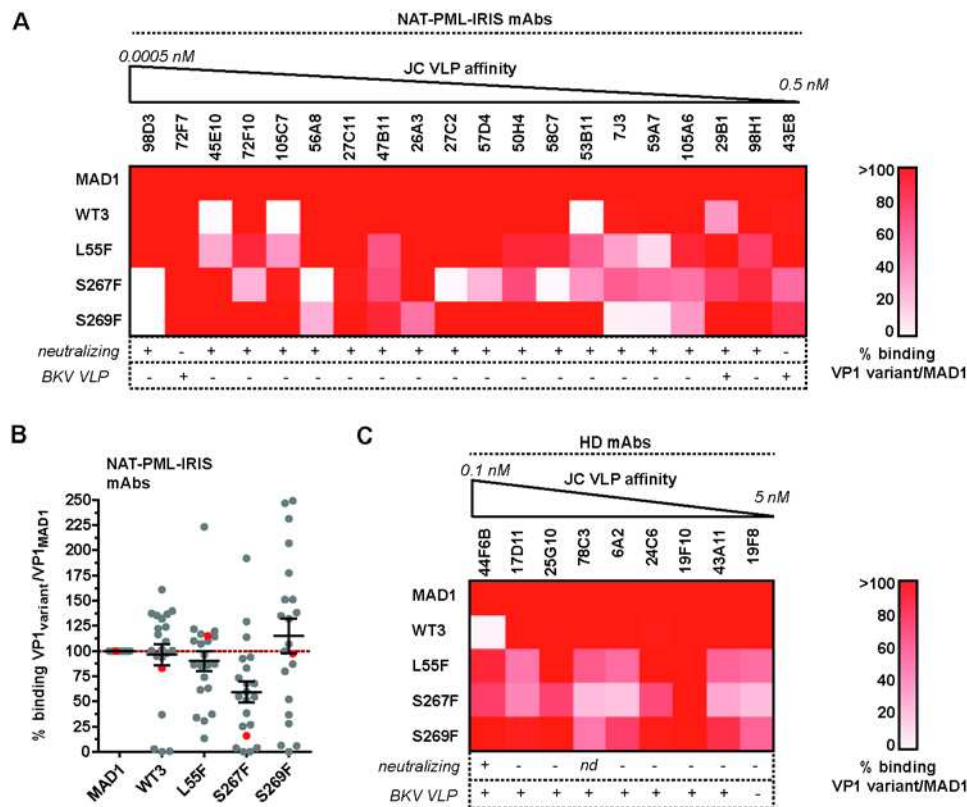 A
NAT-PML-IRIS mAbs
0.0005 nM
JC VLP affinity
0.5 nM
98D3 72F7 45E10 72F10 105C7 56A8 27C11 47B11 26A3 27C2 57D4 50H4 58C7 53B11 7J3 59A7 105A6 29B1 98H1 43E8
MAD1
WT3
L55F
S267F
S269F
neutralizing + - + + + + + + + + + + + + + + + + + -
BKV VLP - + - - - - - - - - - - - - - - - + - +
>100
80
60
40
20
0
% binding
VP1 variant/MAD1
B
NAT-PML-IRIS
mAbs
% binding VP1variant/VP1MAD1
250
225
200
175
150
125
100
75
50
25
0
MAD1 WT3 L55F S267F S269F
C
HD mAbs
0.1 nM
JC VLP affinity
5 nM
44F6B 17D11 25G10 78C3 6A2 24C6 19F10 43A11 19F8
MAD1
WT3
L55F
S267F
S269F
neutralizing + - - nd - - - - -
BKV VLP + + + + + + + + -
>100
80
60
40
20
0
% binding
VP1 variant/MAD1